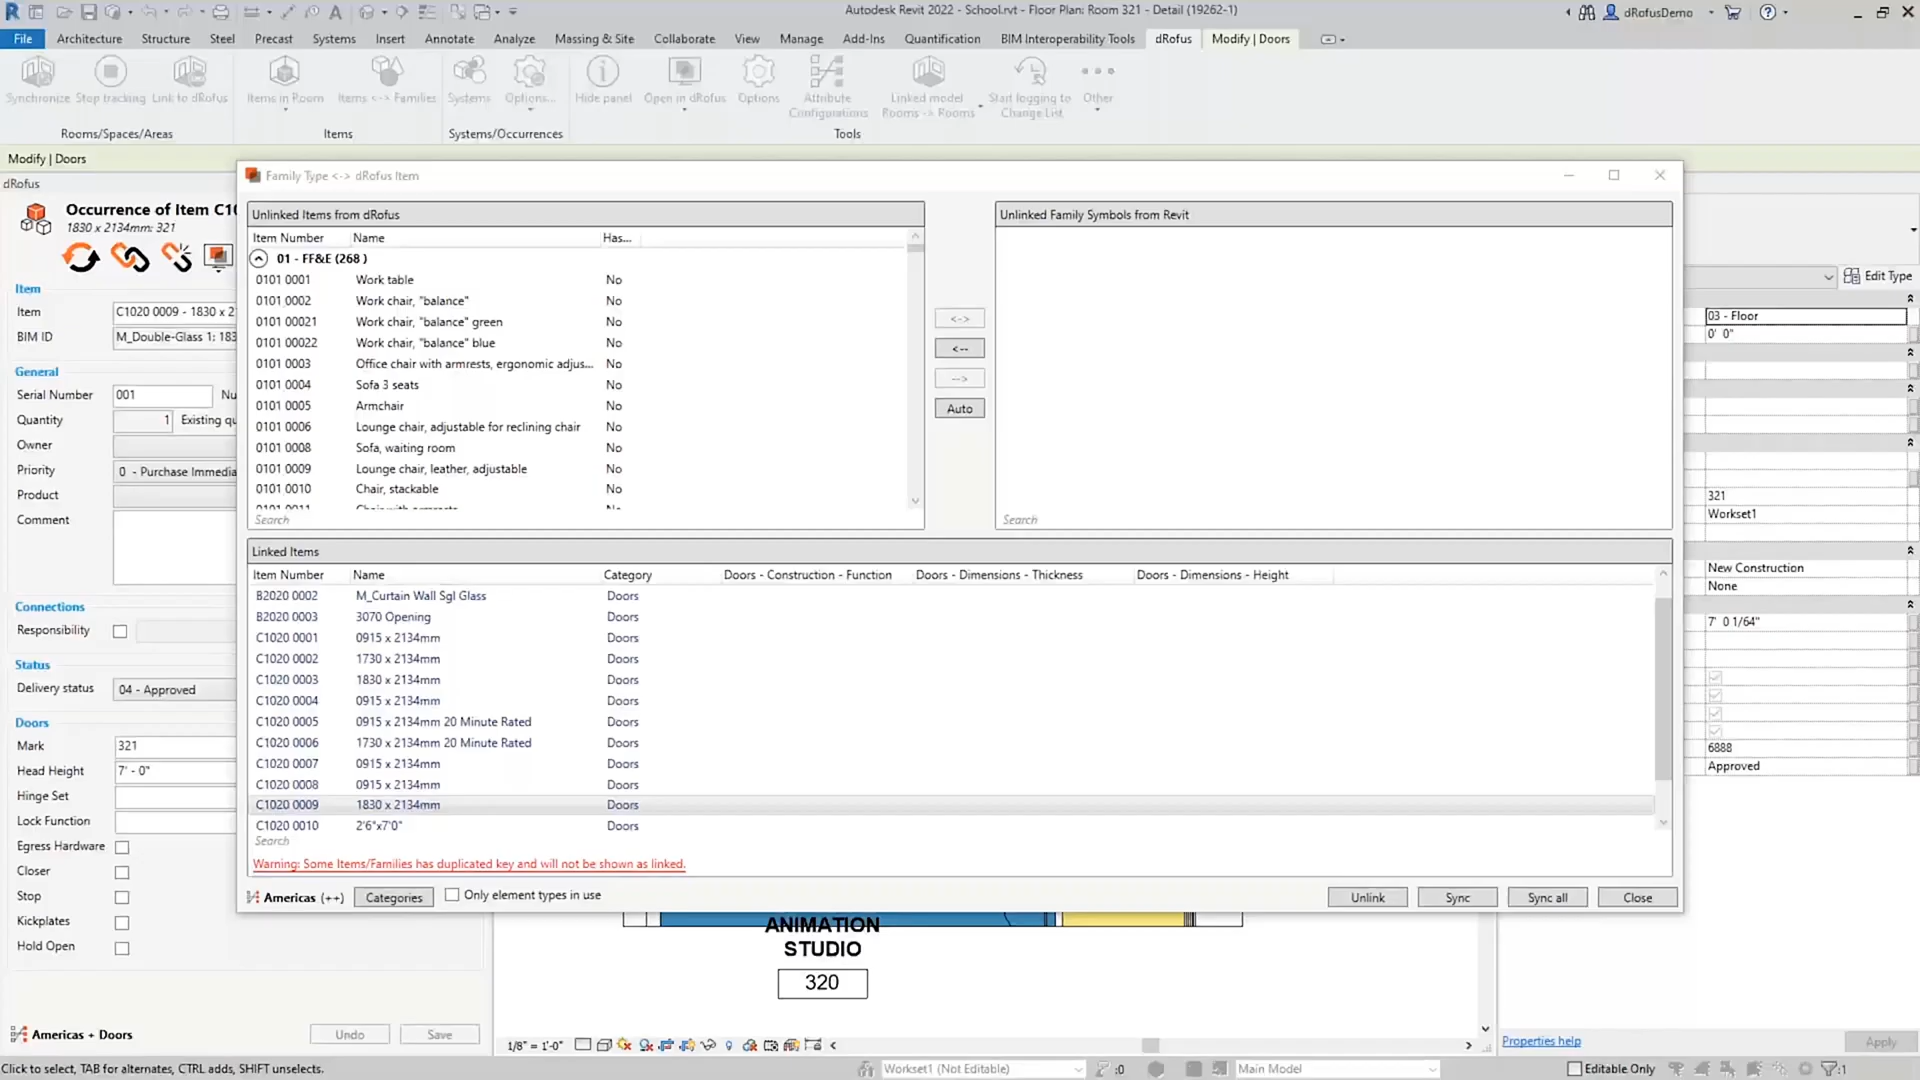 Autodesk Revit 2022 - School.rvt - Floor Plan: Room 321 - Detail (19262-1)
dRofusDemo
File Architecture Structure Steel Precast Systems Insert Annotate Analyze Massing & Site Collaborate View Manage Add-Ins Quantification BIM Interoperability Tools dRofus Modify | Doors
Synchronize Stop tracking Link to dRofus Items in Room Items <-> Families Systems Options... Hide panel Open in dRofus Options Attribute Configurations Linked model Rooms -> Rooms Start logging to Change List Other
Rooms/Spaces/Areas Items Systems/Occurrences Tools
Modify | Doors
dRofus
Occurrence of Item C10
1830 x 2134mm: 321
Item
Item C1020 0009 - 1830 x 2
BIM ID M_Double-Glass 1: 183
General
Serial Number 001 Nu
Quantity 1 Existing qu
Owner
Priority 0 - Purchase Immedia
Product
Comment
Connections
Responsibility
Status
Delivery status 04 - Approved
Doors
Mark 321
Head Height 7' - 0"
Hinge Set
Lock Function
Egress Hardware
Closer
Stop
Kickplates
Hold Open
Americas + Doors Undo Save
Family Type <-> dRofus Item
Unlinked Items from dRofus
Item Number Name Has...
01 - FF&E (268 )
0101 0001 Work table No
0101 0002 Work chair, "balance" No
0101 00021 Work chair, "balance" green No
0101 00022 Work chair, "balance" blue No
0101 0003 Office chair with armrests, ergonomic adjus... No
0101 0004 Sofa 3 seats No
0101 0005 Armchair No
0101 0006 Lounge chair, adjustable for reclining chair No
0101 0008 Sofa, waiting room No
0101 0009 Lounge chair, leather, adjustable No
0101 0010 Chair, stackable No
0101 0011 Chair with armrests No
Search
<->
<--
-->
Auto
Unlinked Family Symbols from Revit
Search
Linked Items
Item Number Name Category Doors - Construction - Function Doors - Dimensions - Thickness Doors - Dimensions - Height
B2020 0002 M_Curtain Wall Sgl Glass Doors
B2020 0003 3070 Opening Doors
C1020 0001 0915 x 2134mm Doors
C1020 0002 1730 x 2134mm Doors
C1020 0003 1830 x 2134mm Doors
C1020 0004 0915 x 2134mm Doors
C1020 0005 0915 x 2134mm 20 Minute Rated Doors
C1020 0006 1730 x 2134mm 20 Minute Rated Doors
C1020 0007 0915 x 2134mm Doors
C1020 0008 0915 x 2134mm Doors
C1020 0009 1830 x 2134mm Doors
C1020 0010 2'6"x7'0" Doors
Search
Warning: Some Items/Families has duplicated key and will not be shown as linked.
Americas (++) Categories Only element types in use Unlink Sync Sync all Close
Edit Type
03 - Floor
0' 0"
321
Workset1
New Construction
None
7' 0 1/64"
6888
Approved
ANIMATION
STUDIO
320
1/8" = 1'-0"
Properties help Apply
Click to select, TAB for alternates, CTRL adds, SHIFT unselects. Workset1 (Not Editable) :0 Main Model Editable Only :1